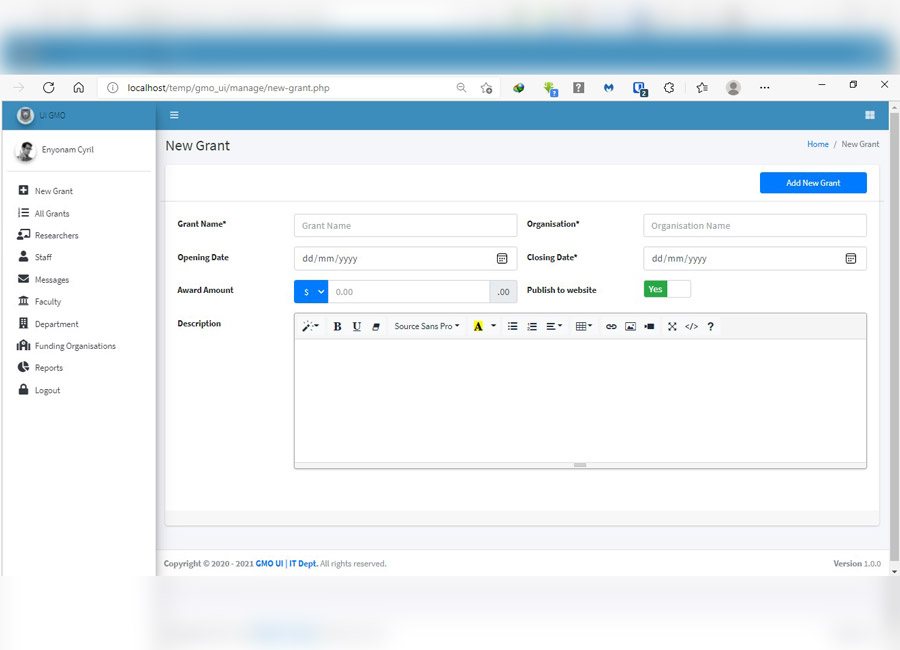 localhost/temp/gmo_ui/manage/new-grant.php
UI GMO
Enyonam Cyril
New Grant
All Grants
Researchers
Staff
Messages
Faculty
Department
Funding Organisations
Reports
Logout
New Grant
Home / New Grant
Add New Grant
Grant Name*
Grant Name
Organisation*
Organisation Name
Opening Date
dd/mm/yyyy
Closing Date*
dd/mm/yyyy
Award Amount
$ 0.00 .00
Publish to website
Yes
Description
B U Source Sans Pro A </> ?
Copyright © 2020 - 2021 GMO UI | IT Dept. All rights reserved.
Version 1.0.0